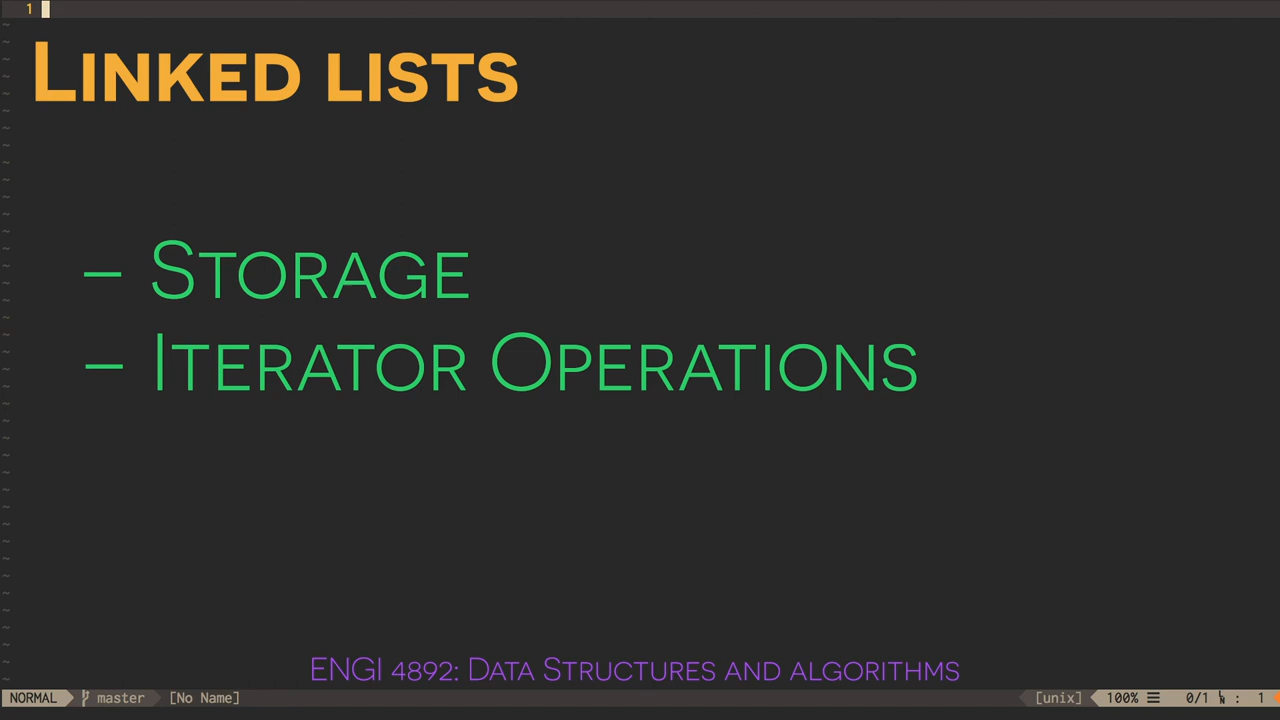 1
LINKED LISTS
– STORAGE
– ITERATOR OPERATIONS
ENGI 4892: DATA STRUCTURES AND ALGORITHMS
NORMAL master [No Name] [unix] 100% ☰ 0/1 ㏑ : 1